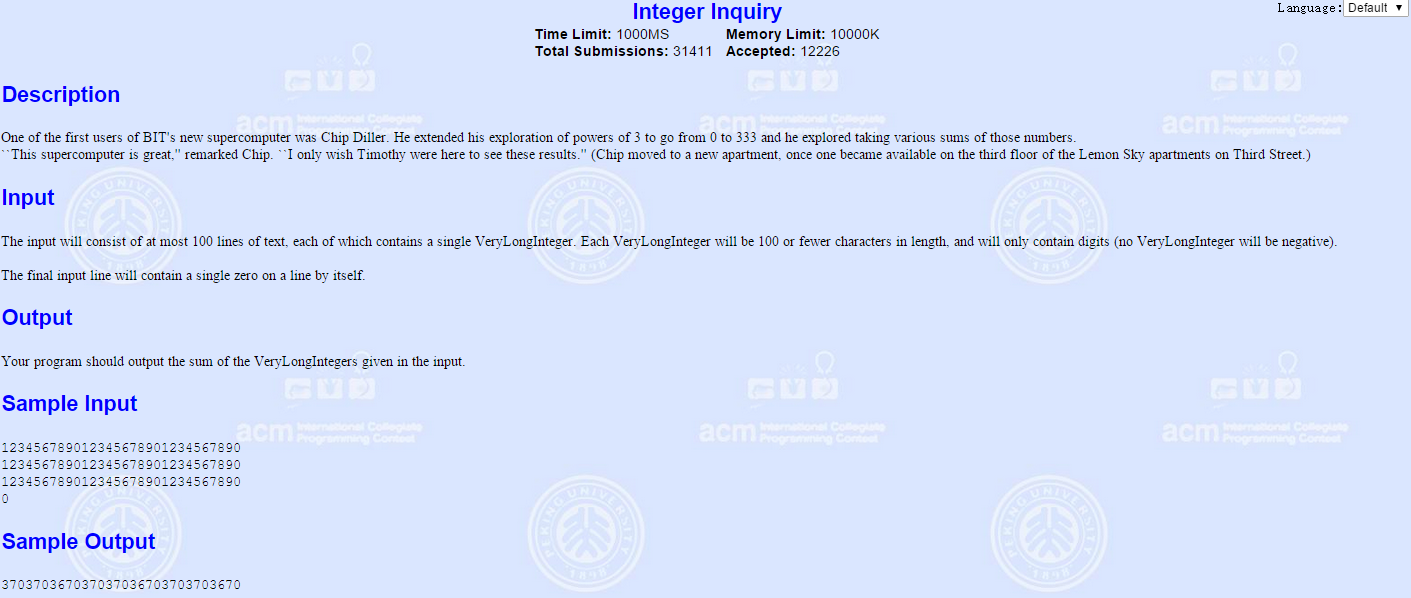 Integer Inquiry
Language: Default
Time Limit: 1000MS Memory Limit: 10000K
Total Submissions: 31411 Accepted: 12226
Description
One of the first users of BIT's new supercomputer was Chip Diller. He extended his exploration of powers of 3 to go from 0 to 333 and he explored taking various sums of those numbers.
``This supercomputer is great,'' remarked Chip. ``I only wish Timothy were here to see these results.'' (Chip moved to a new apartment, once one became available on the third floor of the Lemon Sky apartments on Third Street.)
Input
The input will consist of at most 100 lines of text, each of which contains a single VeryLongInteger. Each VeryLongInteger will be 100 or fewer characters in length, and will only contain digits (no VeryLongInteger will be negative).
The final input line will contain a single zero on a line by itself.
Output
Your program should output the sum of the VeryLongIntegers given in the input.
Sample Input
123456789012345678901234567890
123456789012345678901234567890
123456789012345678901234567890
0
Sample Output
370370367037037036703703703670